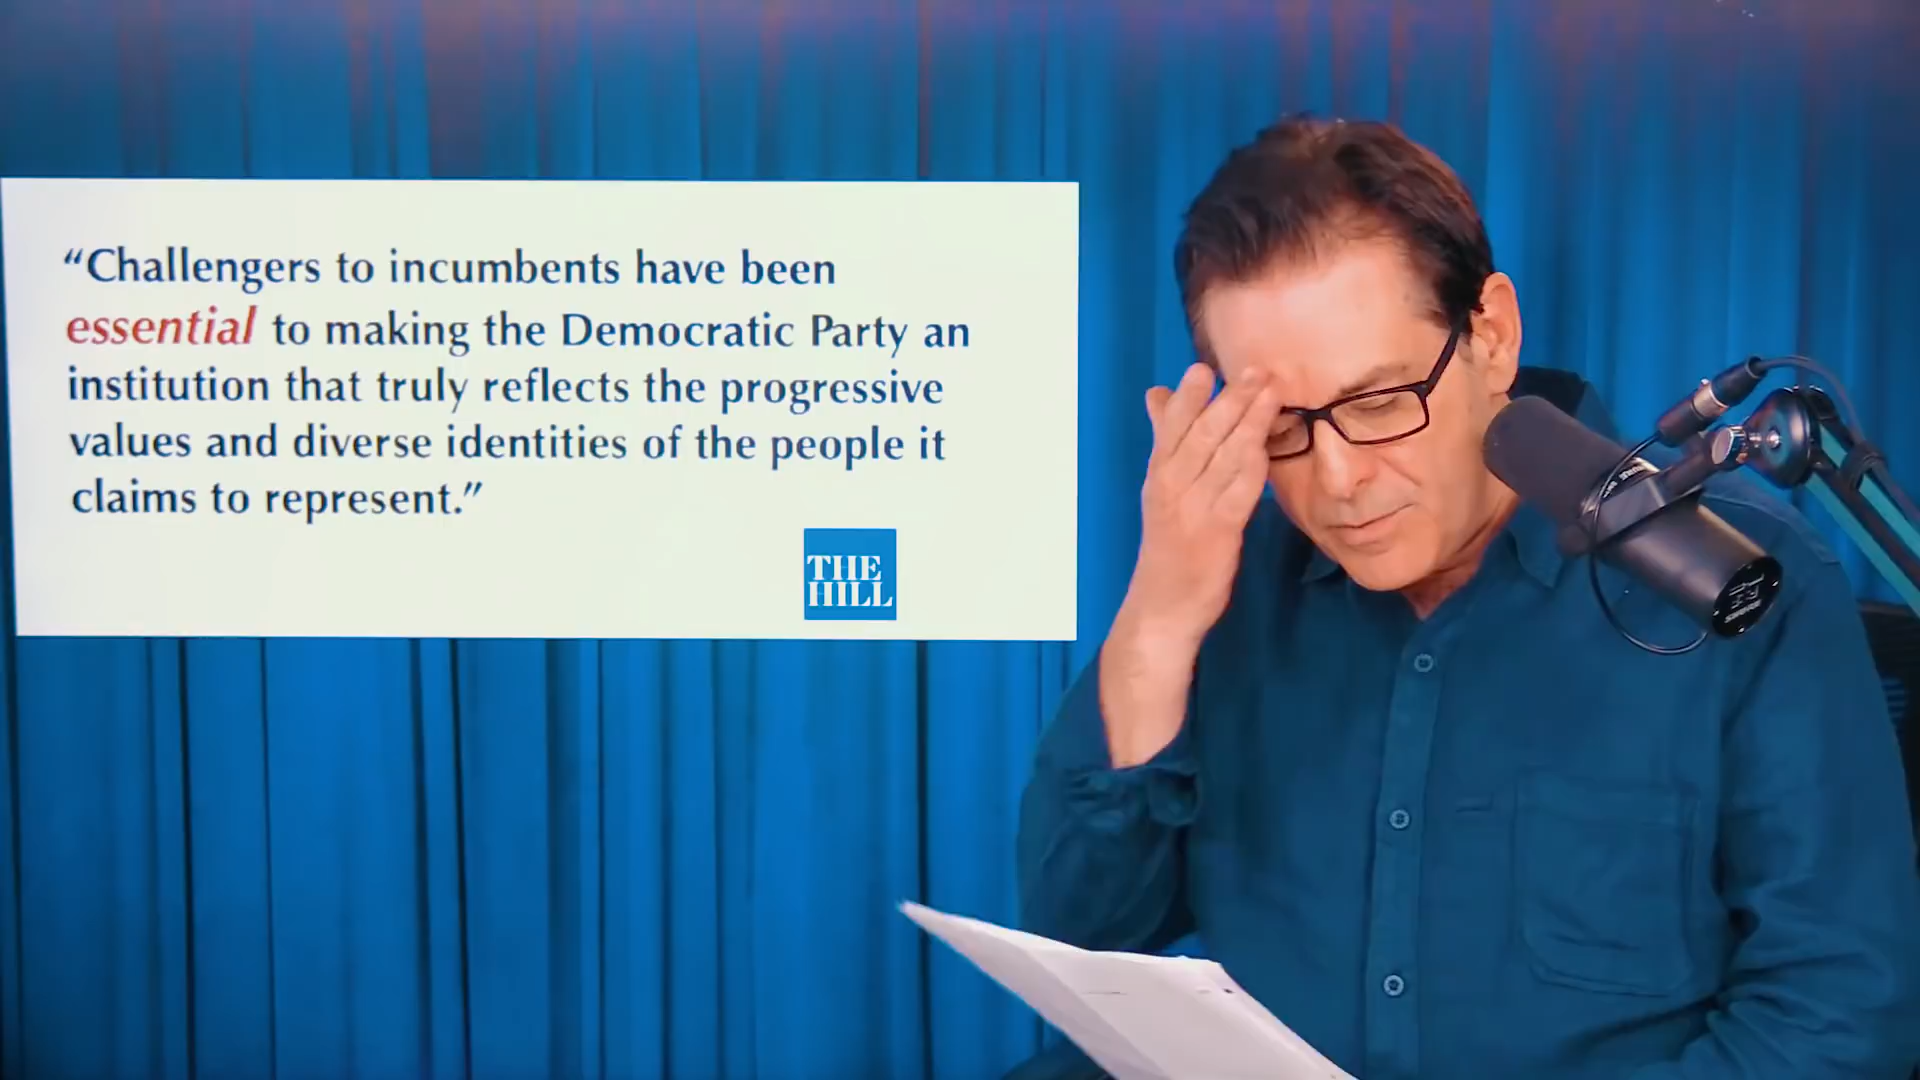 “Challengers to incumbents have been
essential to making the Democratic Party an
institution that truly reflects the progressive
values and diverse identities of the people it
claims to represent.”
THE
HILL